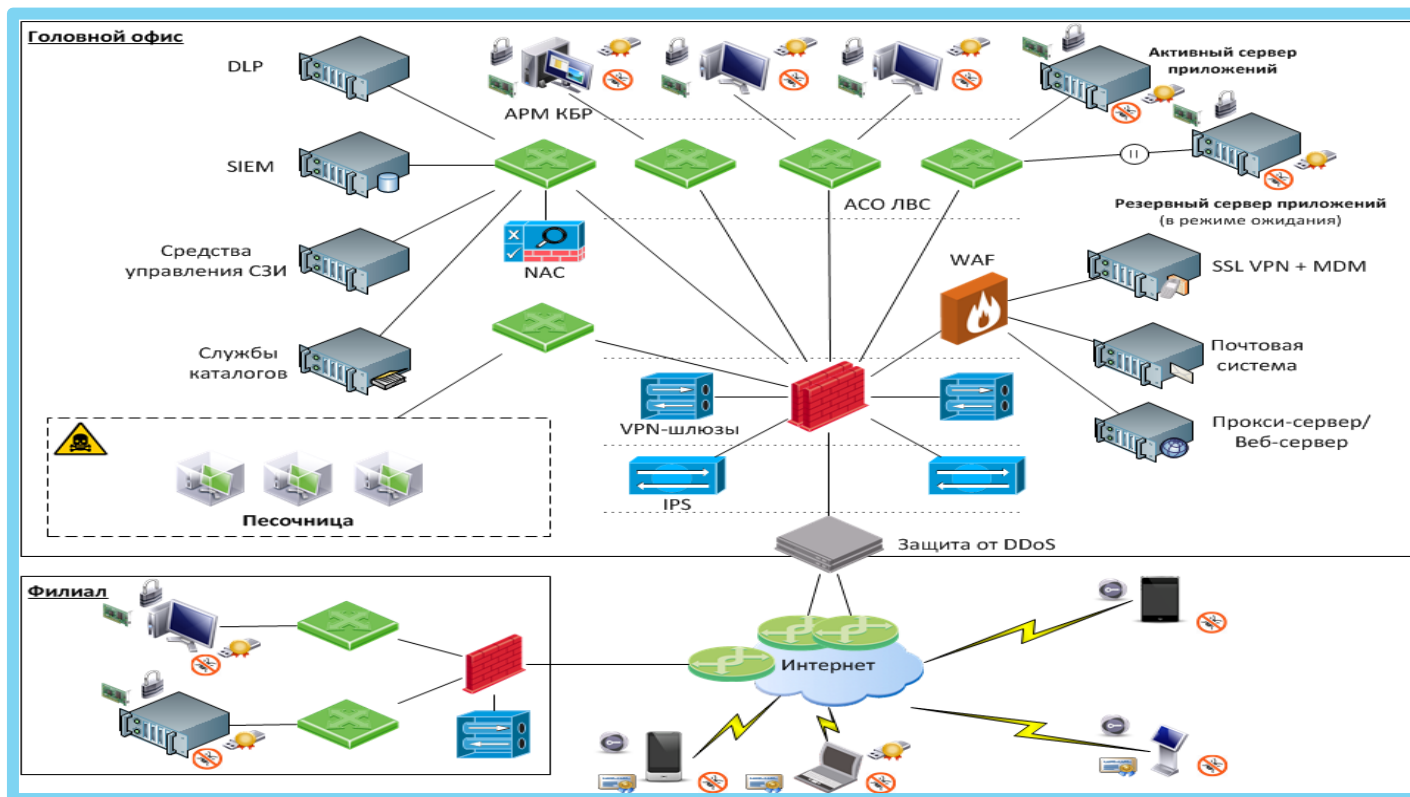 Головной офис
DLP
АРМ КБР
Активный сервер
приложений
SIEM
АСО ЛВС
Резервный сервер приложений
(в режиме ожидания)
Средства
управления СЗИ
NAC
WAF
SSL VPN + MDM
Службы
каталогов
Почтовая
система
VPN-шлюзы
Прокси-сервер/
Веб-сервер
IPS
Песочница
Защита от DDoS
Филиал
Интернет